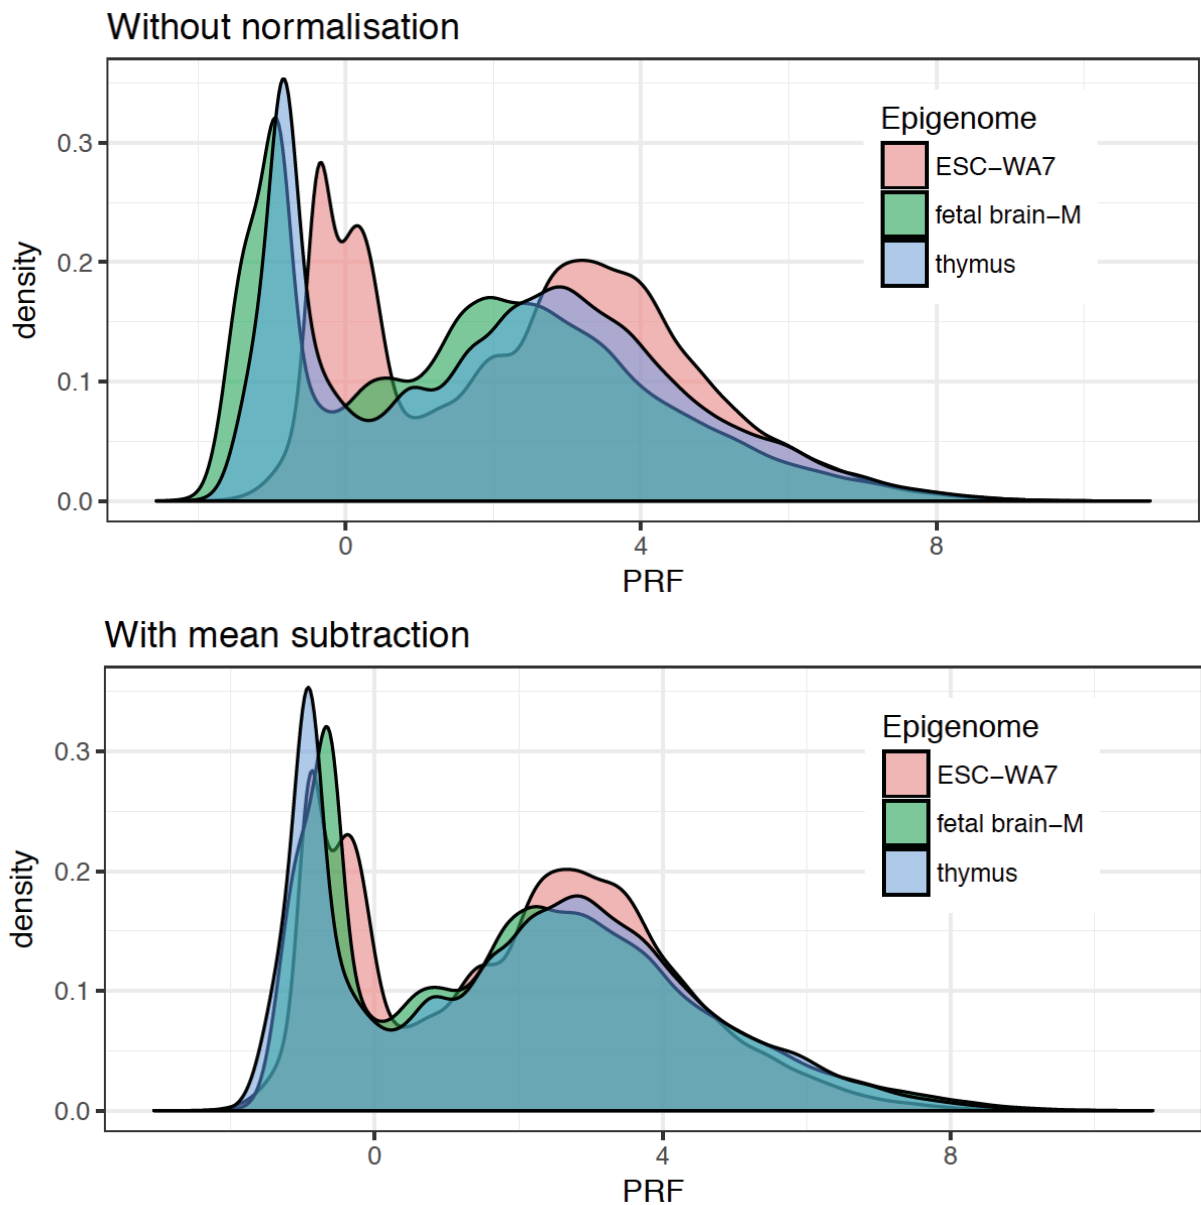 Without normalisation
Epigenome
ESC−WA7
fetal brain−M
thymus
density
0.3
0.2
0.1
0.0
0
4
8
PRF
With mean subtraction
Epigenome
ESC−WA7
fetal brain−M
thymus
density
0.3
0.2
0.1
0.0
0
4
8
PRF